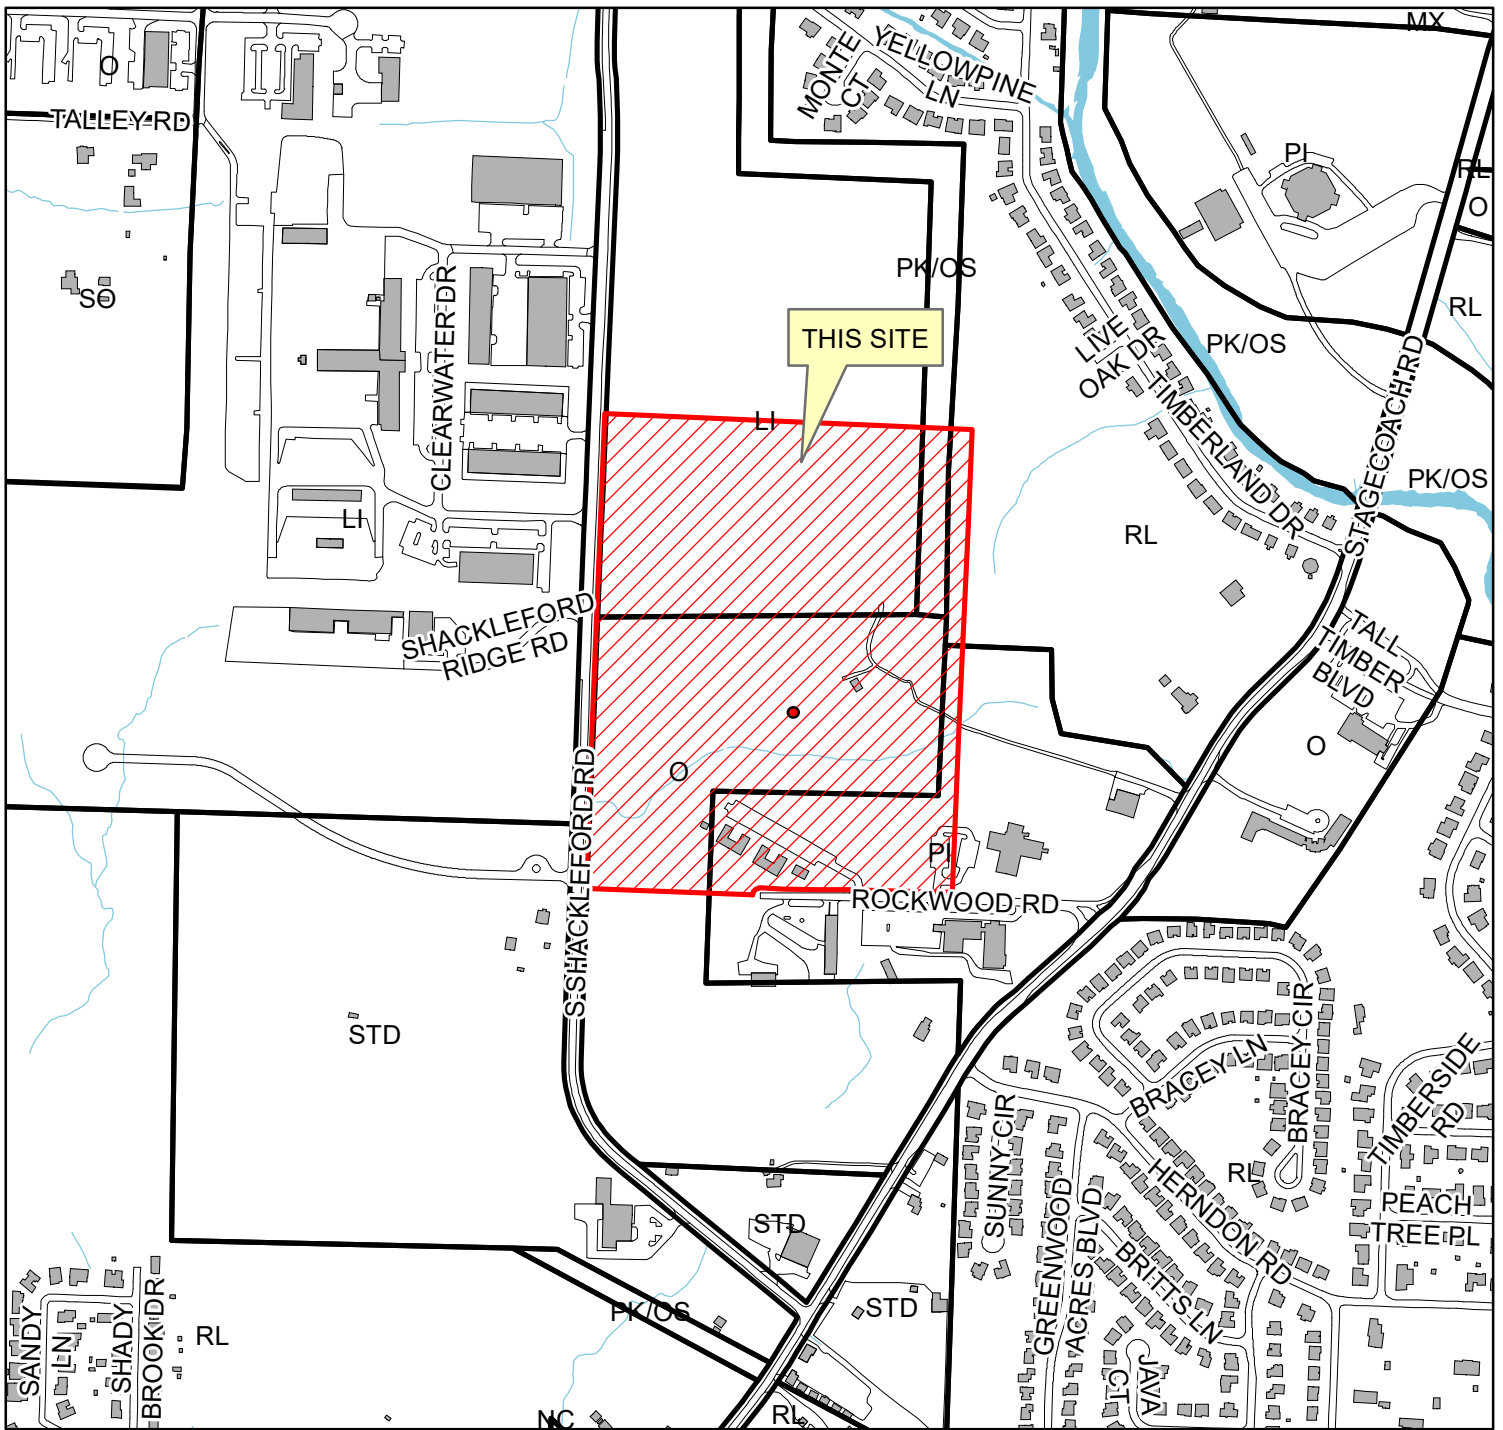 MX
O
TALLEY RD
YELLOWPINE
LN
MONTE
CT
PI
RL
O
SO
CLEARWATER DR
PK/OS
THIS SITE
LIVE
OAK DR
PK/OS
RL
STAGECOACH RD
TIMBERLAND DR
PK/OS
LI
LI
RL
SHACKLEFORD
RIDGE RD
TALL
TIMBER
BLVD
O
O
S SHACKLEFORD RD
PI
ROCKWOOD RD
STD
BRACEY LN
BRACEY CIR
TIMBERSIDE
RD
SUNNY CIR
GREENWOOD
ACRES BLVD
HERNDON RD
RL
PEACH
TREE PL
BRITTS LN
STD
STD
PK/OS
RL
SANDY
LN
SHADY
BROOK DR
JAVA
CT
NC
RL